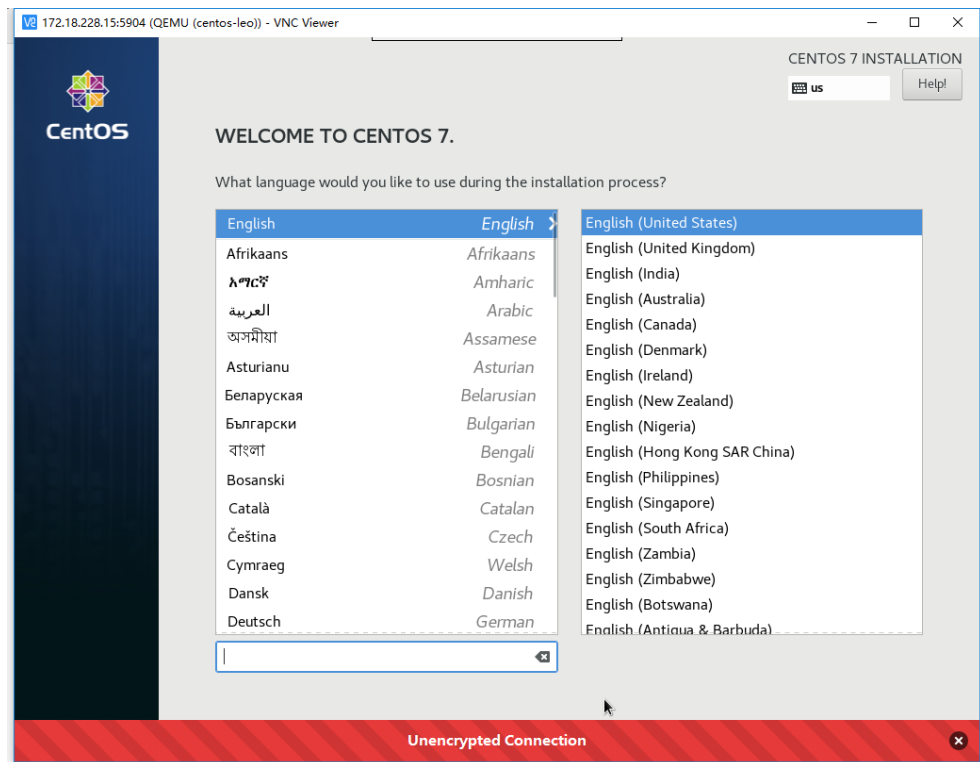 172.18.228.15:5904 (QEMU (centos-leo)) - VNC Viewer
CentOS
CENTOS 7 INSTALLATION
us
Help!
WELCOME TO CENTOS 7.
What language would you like to use during the installation process?
English English
Afrikaans Afrikaans
አማርኛ Amharic
العربية Arabic
অসমীয়া Assamese
Asturianu Asturian
Беларуская Belarusian
Български Bulgarian
বাংলা Bengali
Bosanski Bosnian
Català Catalan
Čeština Czech
Cymraeg Welsh
Dansk Danish
Deutsch German
English (United States)
English (United Kingdom)
English (India)
English (Australia)
English (Canada)
English (Denmark)
English (Ireland)
English (New Zealand)
English (Nigeria)
English (Hong Kong SAR China)
English (Philippines)
English (Singapore)
English (South Africa)
English (Zambia)
English (Zimbabwe)
English (Botswana)
English (Antigua & Barbuda)
Unencrypted Connection